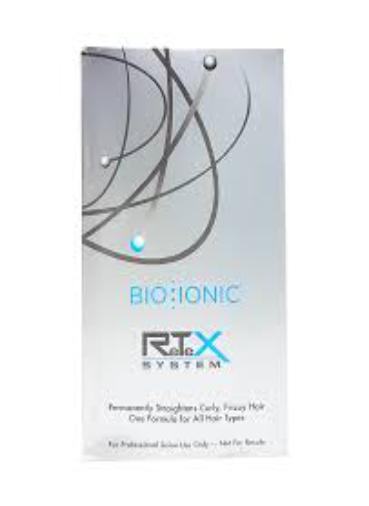 BIO:IONIC
ReTeX
SYSTEM
Permanently Straightens Curly, Frizzy Hair
One Formula for All Hair Types
For Professional Salon Use Only — Not For Resale